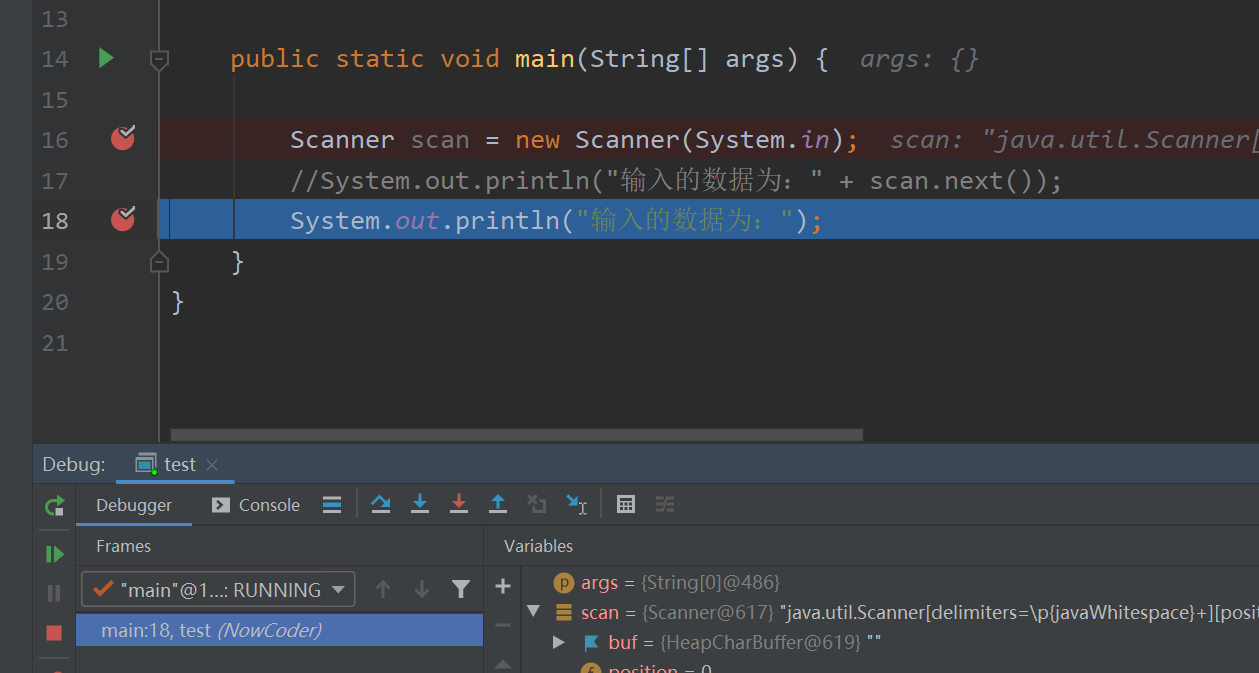 13
14 public static void main(String[] args) { args: {}
15
16 Scanner scan = new Scanner(System.in); scan: "java.util.Scanner[
17 //System.out.println("输入的数据为：" + scan.next());
18 System.out.println("输入的数据为：");
19 }
20 }
21
Debug: test
Debugger Console
Frames Variables
"main"@1...: RUNNING
main:18, test (NowCoder)
args = {String[0]@486}
scan = {Scanner@617} "java.util.Scanner[delimiters=\p{javaWhitespace}+][posit
buf = {HeapCharBuffer@619} ""
position = 0